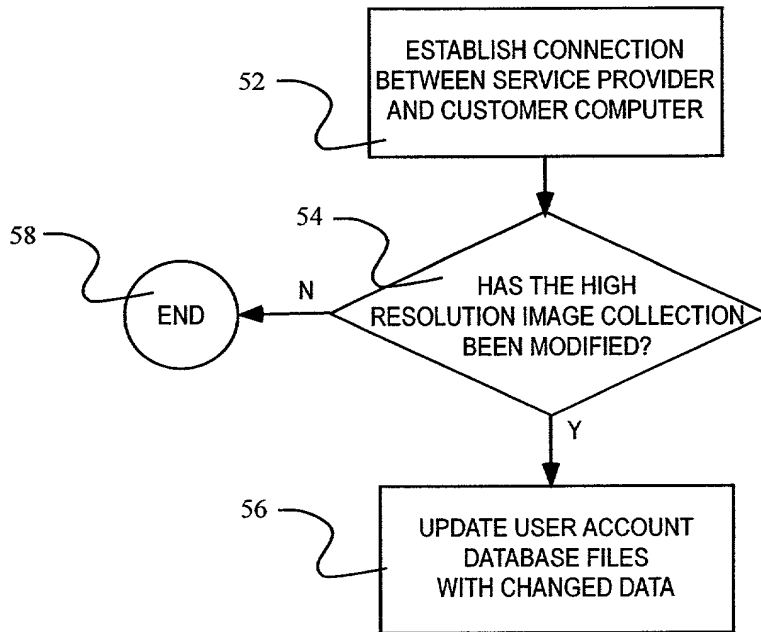 ESTABLISH CONNECTION
BETWEEN SERVICE PROVIDER
AND CUSTOMER COMPUTER
52
54
58
HAS THE HIGH
RESOLUTION IMAGE COLLECTION
BEEN MODIFIED?
N
END
Y
56
UPDATE USER ACCOUNT
DATABASE FILES
WITH CHANGED DATA